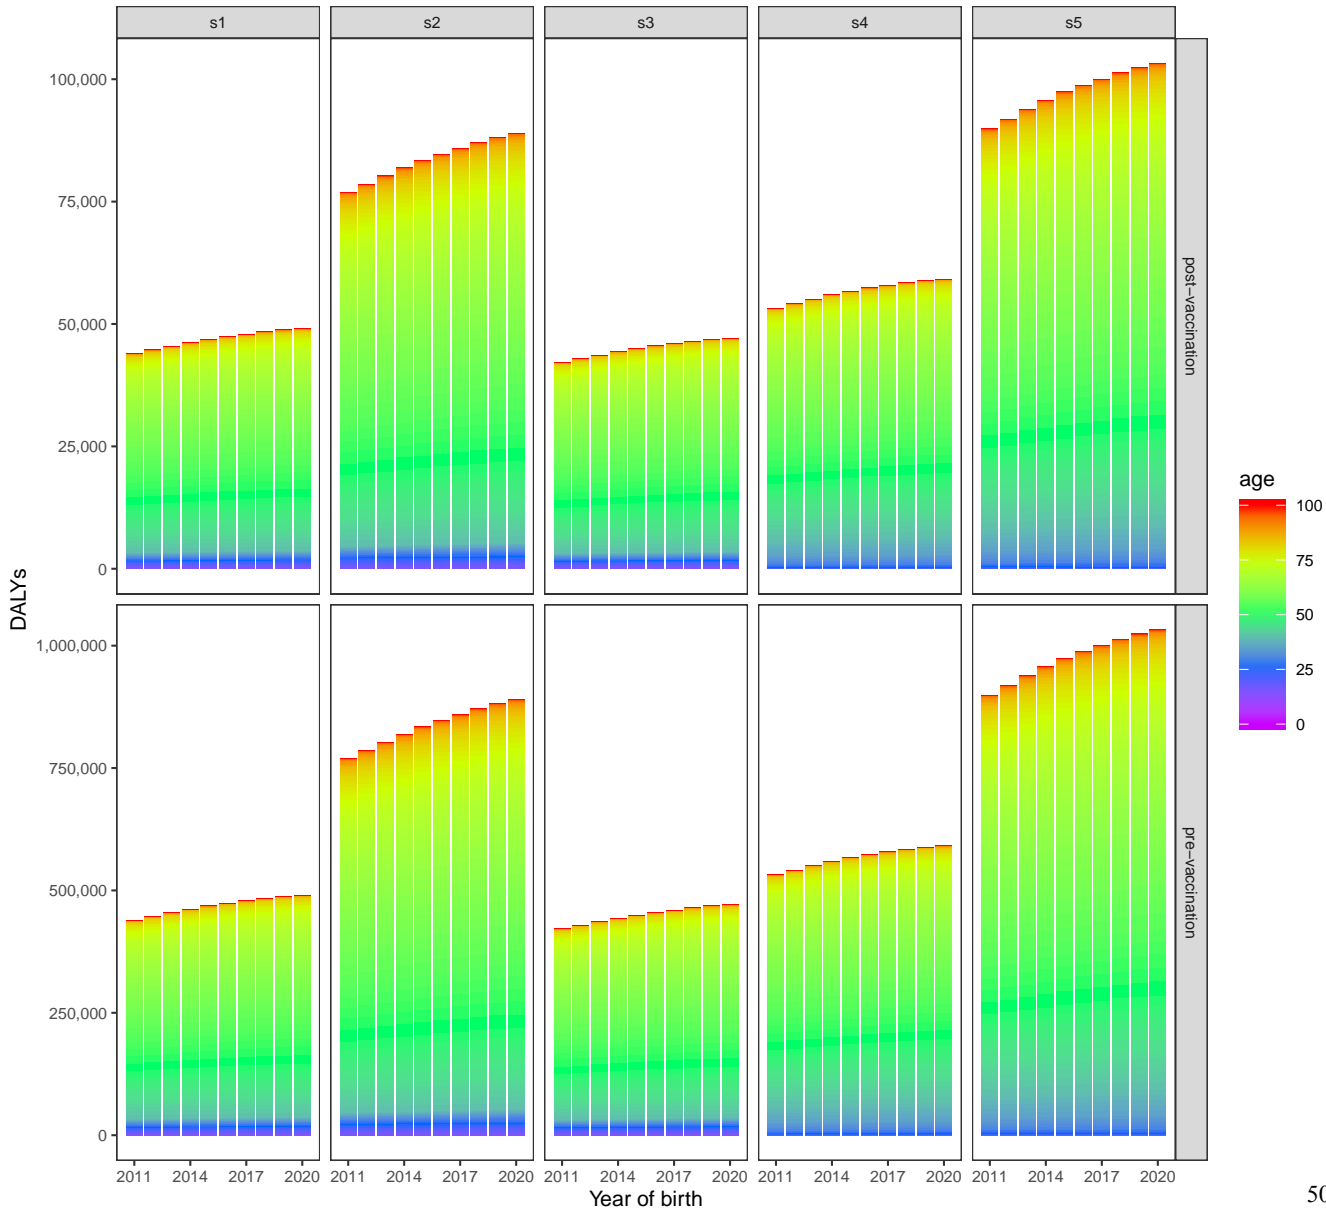 s1 s2 s3 s4 s5
100,000
75,000
50,000
25,000
0
post−vaccination
1,000,000
750,000
500,000
250,000
0
pre−vaccination
DALYs
2011 2014 2017 2020 2011 2014 2017 2020 2011 2014 2017 2020 2011 2014 2017 2020 2011 2014 2017 2020
Year of birth
age
100
75
50
25
0
50